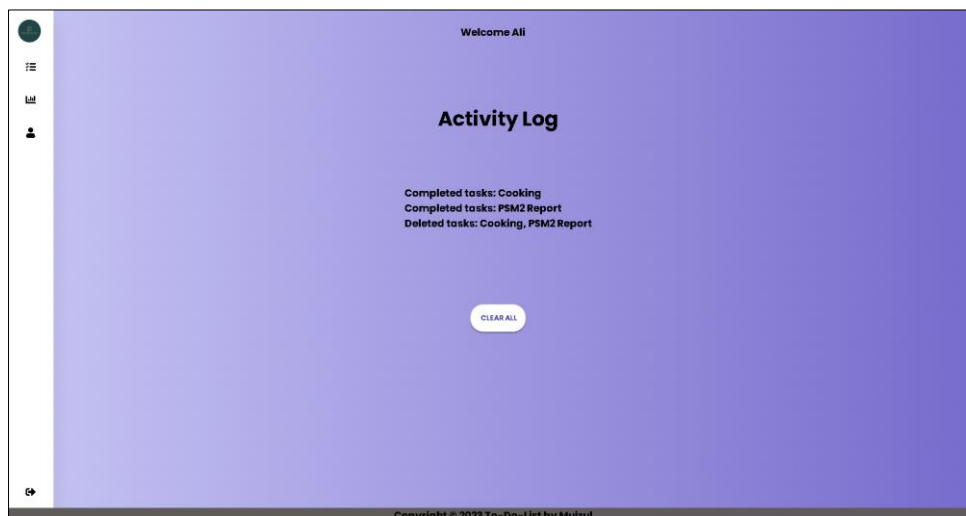 Welcome Ali
Activity Log
Completed tasks: Cooking
Completed tasks: PSM2 Report
Deleted tasks: Cooking, PSM2 Report
CLEAR ALL
Copyright © 2023 To-Do-List by Muizul